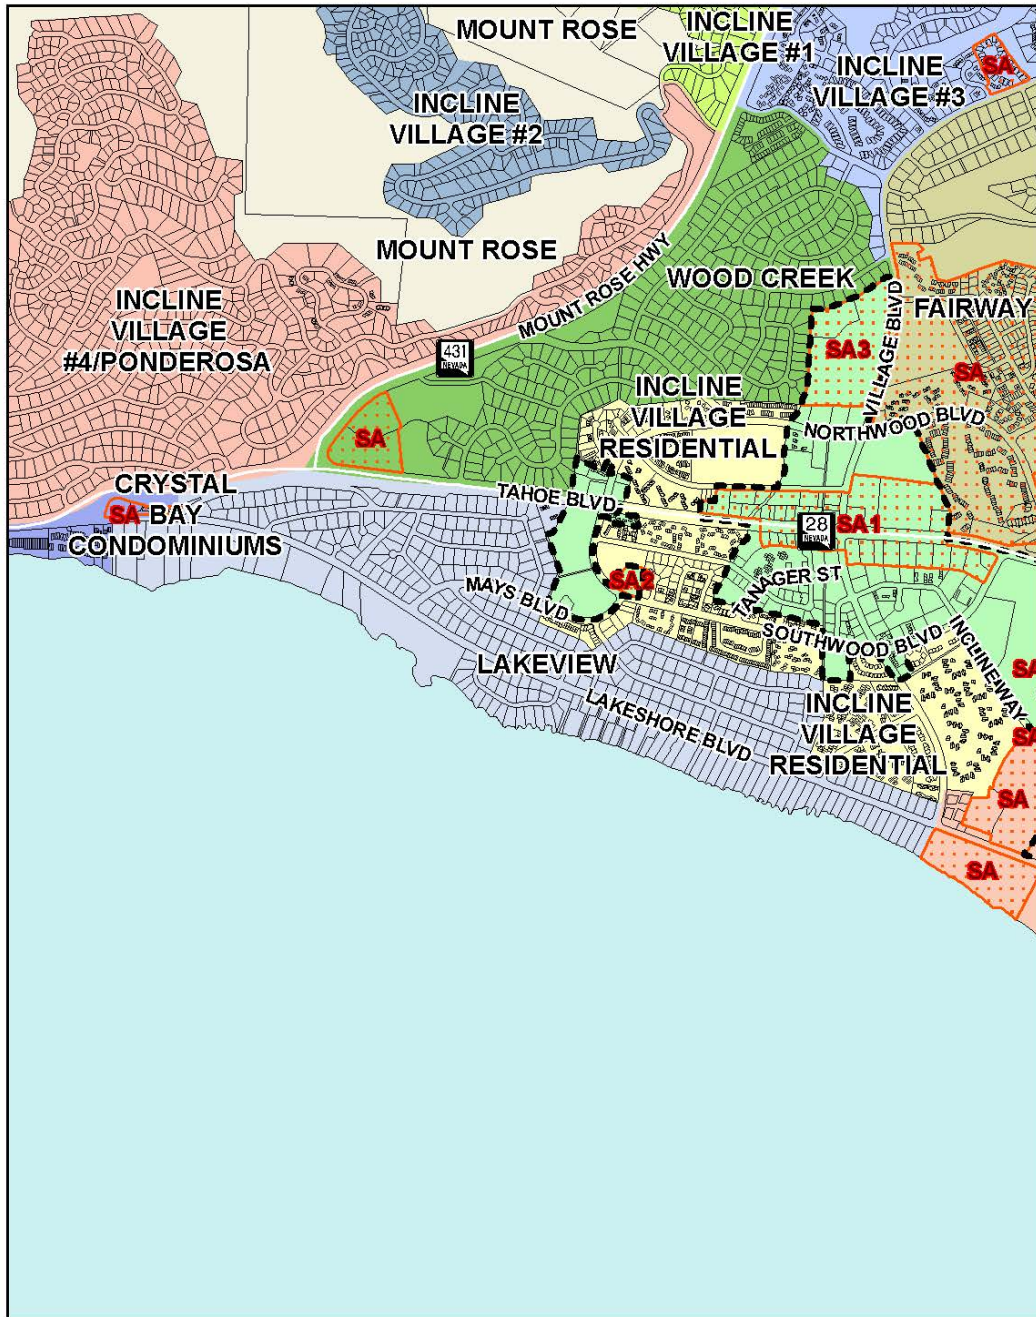 MOUNT ROSE
INCLINE
VILLAGE #1
INCLINE
VILLAGE #3
SA
INCLINE
VILLAGE #2
MOUNT ROSE
MOUNT ROSE HWY
WOOD CREEK
VILLAGE BLVD
FAIRWAY
INCLINE
VILLAGE
#4/PONDEROSA
431
NEVADA
SA3
SA
INCLINE
VILLAGE
RESIDENTIAL
NORTHWOOD BLVD
SA
CRYSTAL
BAY
CONDOMINIUMS
SA
TAHOE BLVD
28
NEVADA
SA1
MAYS BLVD
SA2
TANAGER ST
SOUTHWOOD BLVD
INCLINE WAY
LAKEVIEW
LAKESHORE BLVD
SA
INCLINE
VILLAGE
RESIDENTIAL
SA
SA
SA